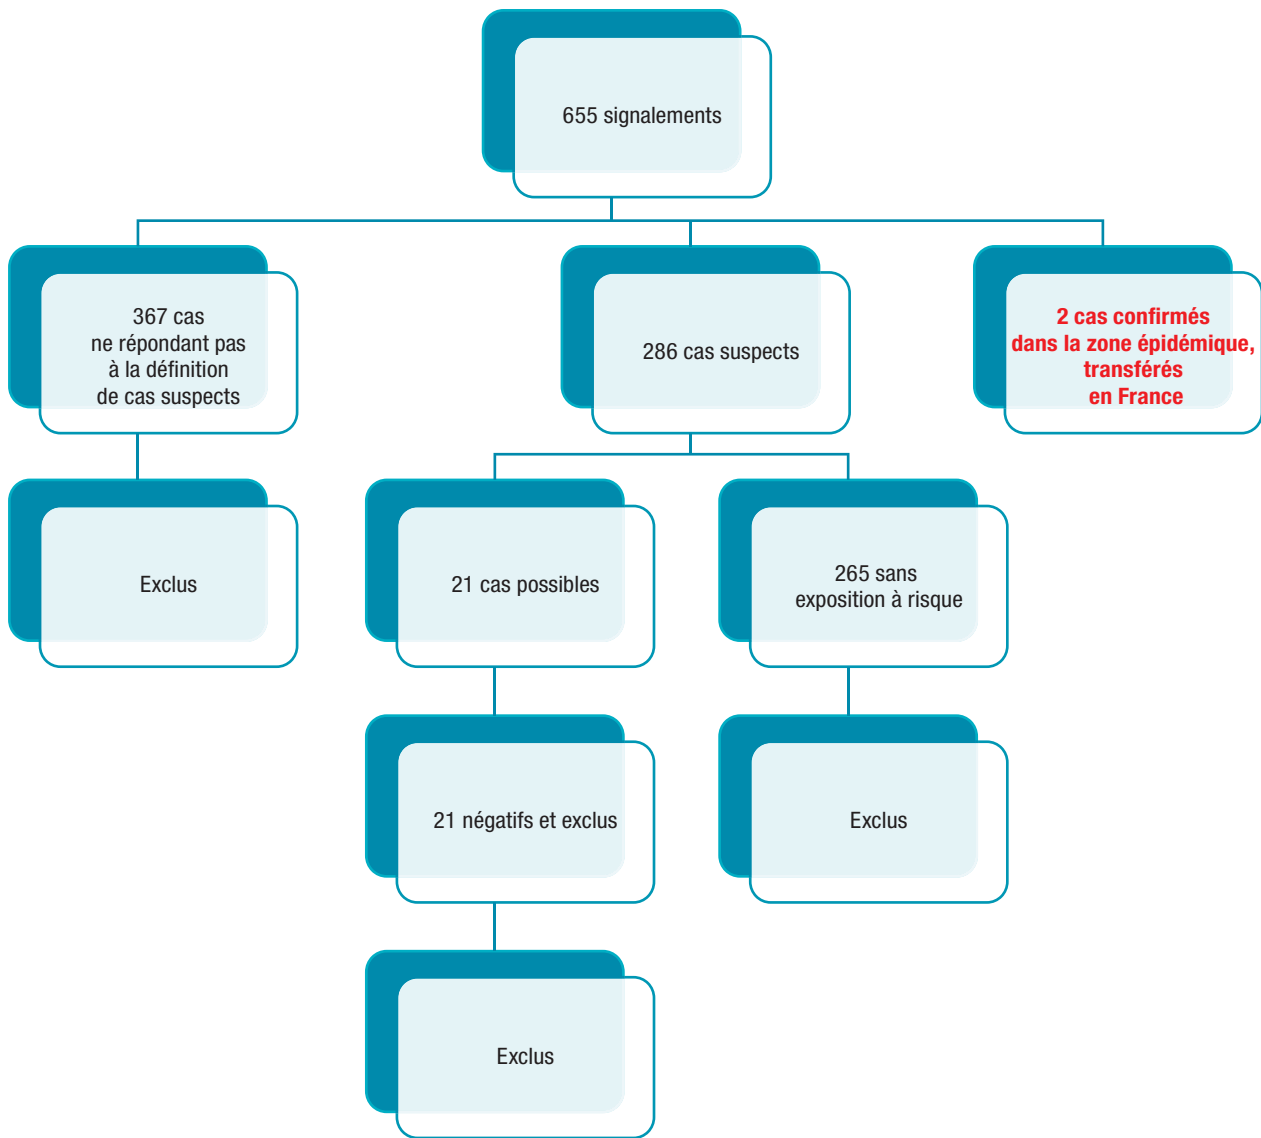 655 signalements
367 cas
ne répondant pas
à la définition
de cas suspects
286 cas suspects
2 cas confirmés
dans la zone épidémique,
transférés
en France
Exclus
21 cas possibles
265 sans
exposition à risque
21 négatifs et exclus
Exclus
Exclus